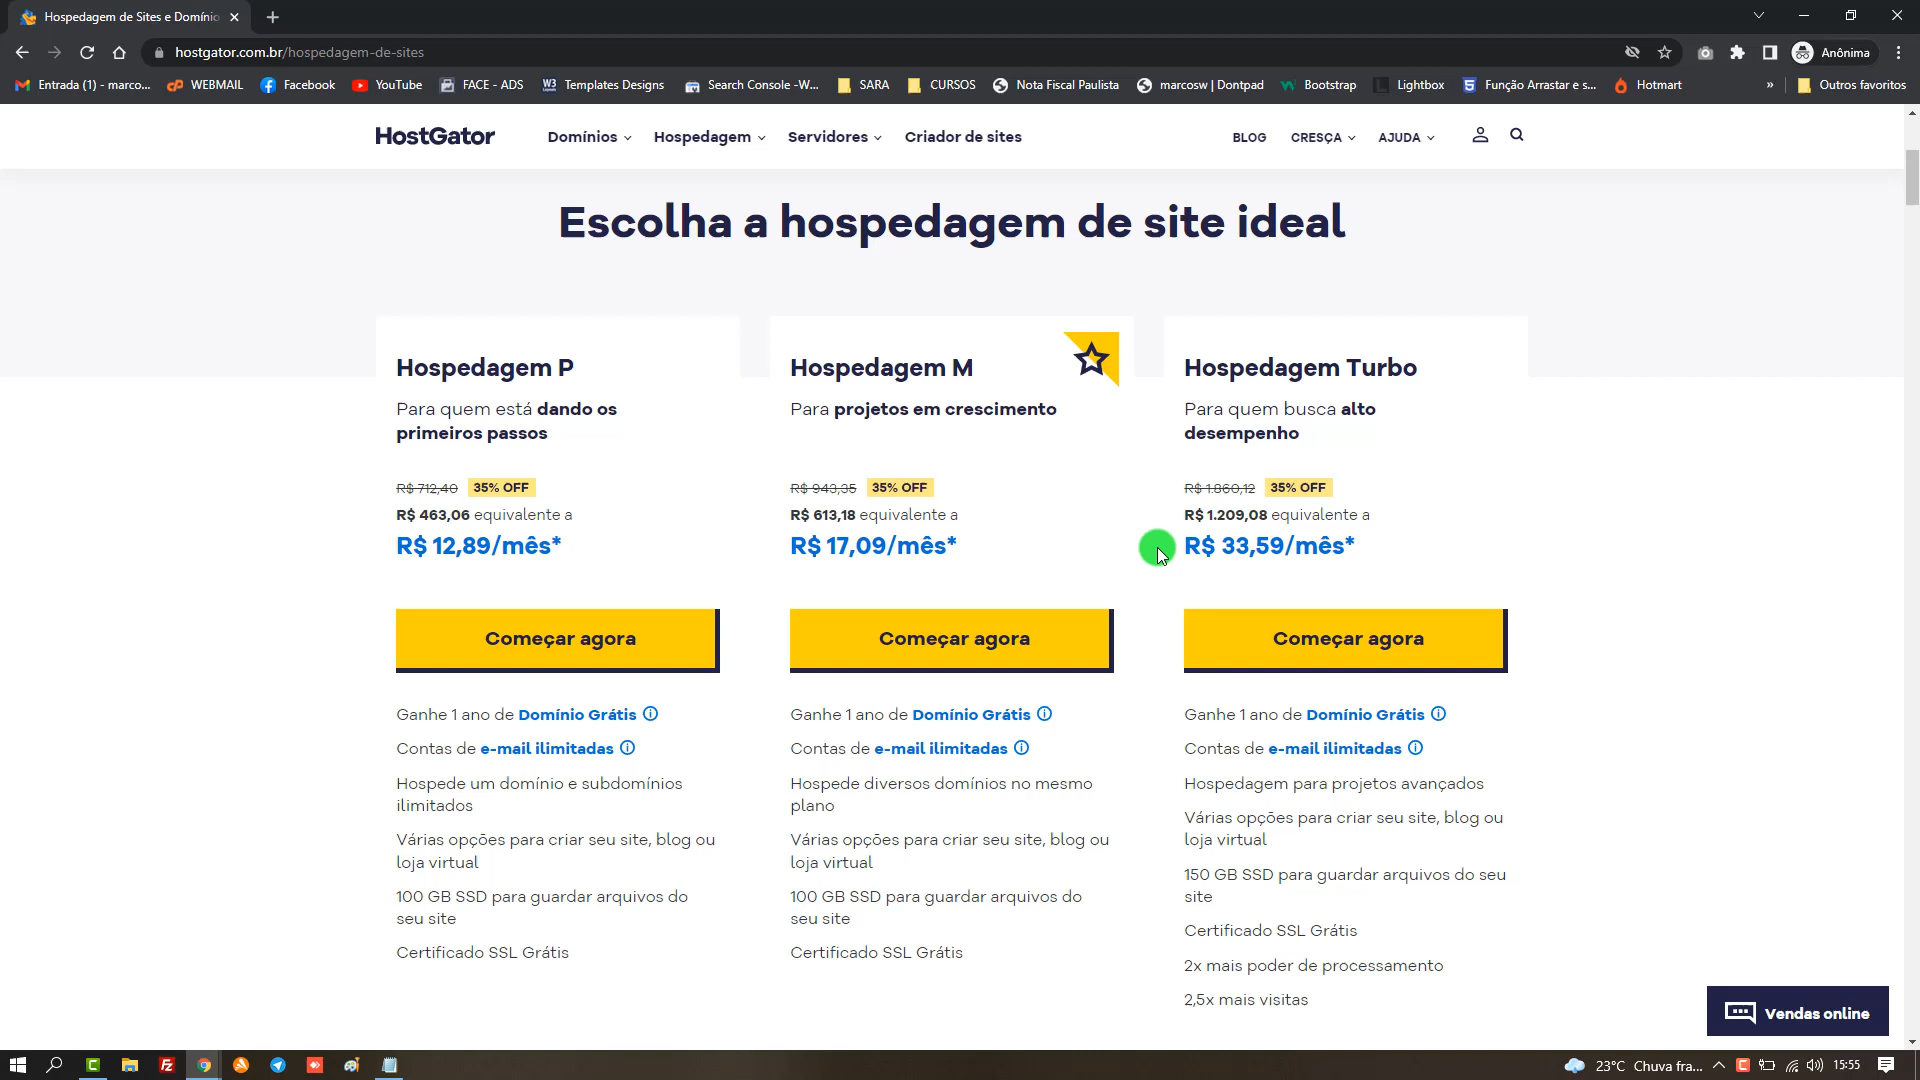 Hospedagem de Sites e Domínio
hostgator.com.br/hospedagem-de-sites
Anônima
Entrada (1) - marco...
WEBMAIL
Facebook
YouTube
FACE - ADS
Templates Designs
Search Console -W...
SARA
CURSOS
Nota Fiscal Paulista
marcosw | Dontpad
Bootstrap
Lightbox
Função Arrastar e s...
Hotmart
»
Outros favoritos
HostGator
Domínios
Hospedagem
Servidores
Criador de sites
BLOG
CRESÇA
AJUDA
Escolha a hospedagem de site ideal
Hospedagem P
Para quem está dando os
primeiros passos
R$ 712,40 35% OFF
R$ 463,06 equivalente a
R$ 12,89/mês*
Começar agora
Ganhe 1 ano de Domínio Grátis
Contas de e-mail ilimitadas
Hospede um domínio e subdomínios
ilimitados
Várias opções para criar seu site, blog ou
loja virtual
100 GB SSD para guardar arquivos do
seu site
Certificado SSL Grátis
Hospedagem M
Para projetos em crescimento
R$ 943,35 35% OFF
R$ 613,18 equivalente a
R$ 17,09/mês*
Começar agora
Ganhe 1 ano de Domínio Grátis
Contas de e-mail ilimitadas
Hospede diversos domínios no mesmo
plano
Várias opções para criar seu site, blog ou
loja virtual
100 GB SSD para guardar arquivos do
seu site
Certificado SSL Grátis
Hospedagem Turbo
Para quem busca alto
desempenho
R$ 1.860,12 35% OFF
R$ 1.209,08 equivalente a
R$ 33,59/mês*
Começar agora
Ganhe 1 ano de Domínio Grátis
Contas de e-mail ilimitadas
Hospedagem para projetos avançados
Várias opções para criar seu site, blog ou
loja virtual
150 GB SSD para guardar arquivos do seu
site
Certificado SSL Grátis
2x mais poder de processamento
2,5x mais visitas
Vendas online
23°C Chuva fra...
15:55